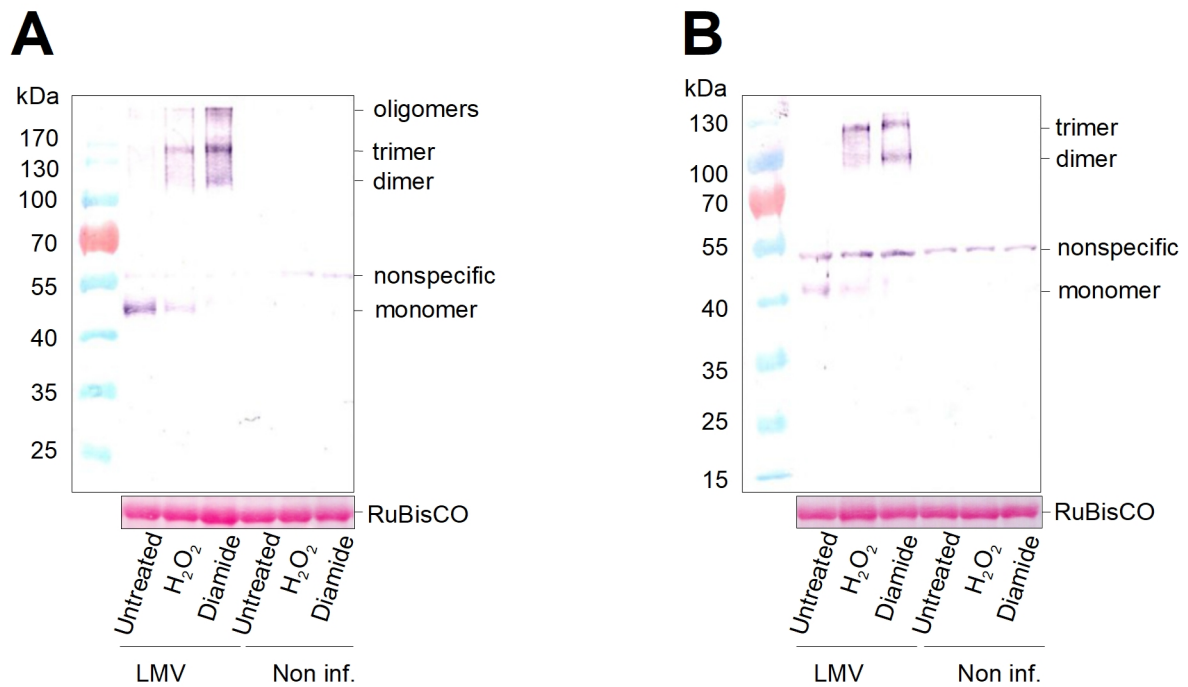 A
kDa
170
130
100
70
55
40
35
25
oligomers
trimer
dimer
nonspecific
monomer
RuBisCO
Untreated
H₂O₂
Diamide
Untreated
H₂O₂
Diamide
LMV
Non inf.
B
kDa
130
100
70
55
40
35
25
15
trimer
dimer
nonspecific
monomer
RuBisCO
Untreated
H₂O₂
Diamide
Untreated
H₂O₂
Diamide
LMV
Non inf.